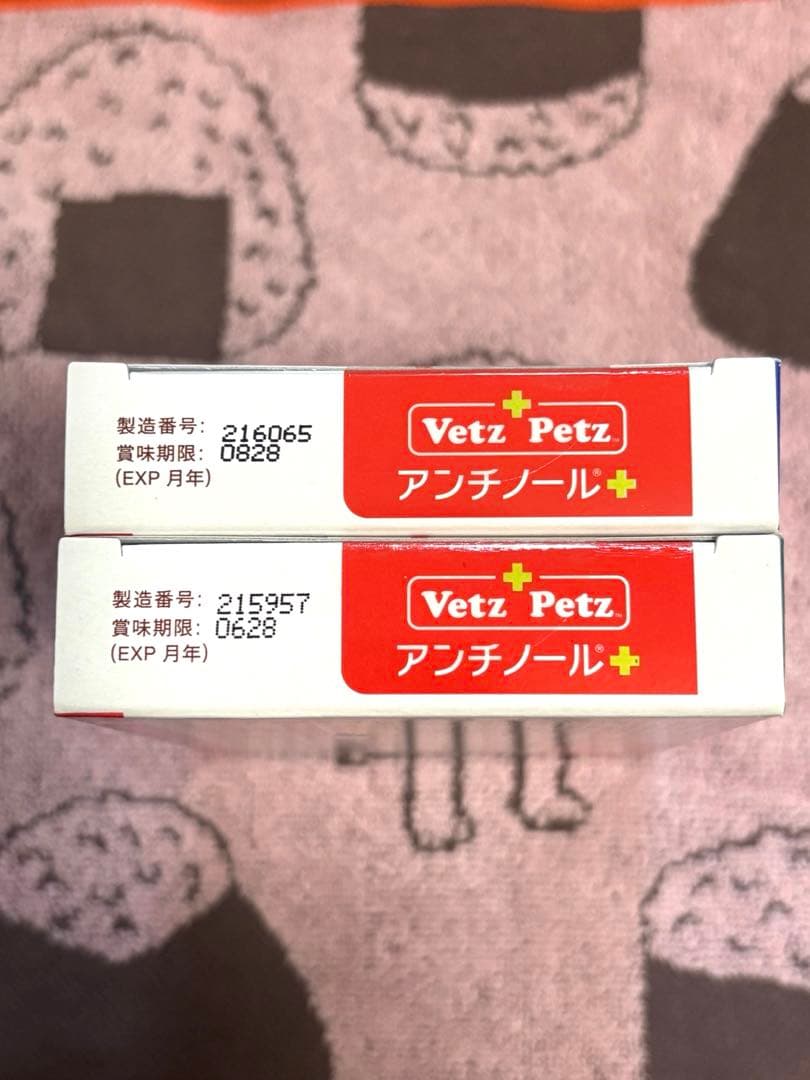 製造番号: 216065
賞味期限: 0828
(EXP 月年)
Vetz Petz™
アンチノール®+
製造番号: 215957
賞味期限: 0628
(EXP 月年)
Vetz Petz™
アンチノール®+